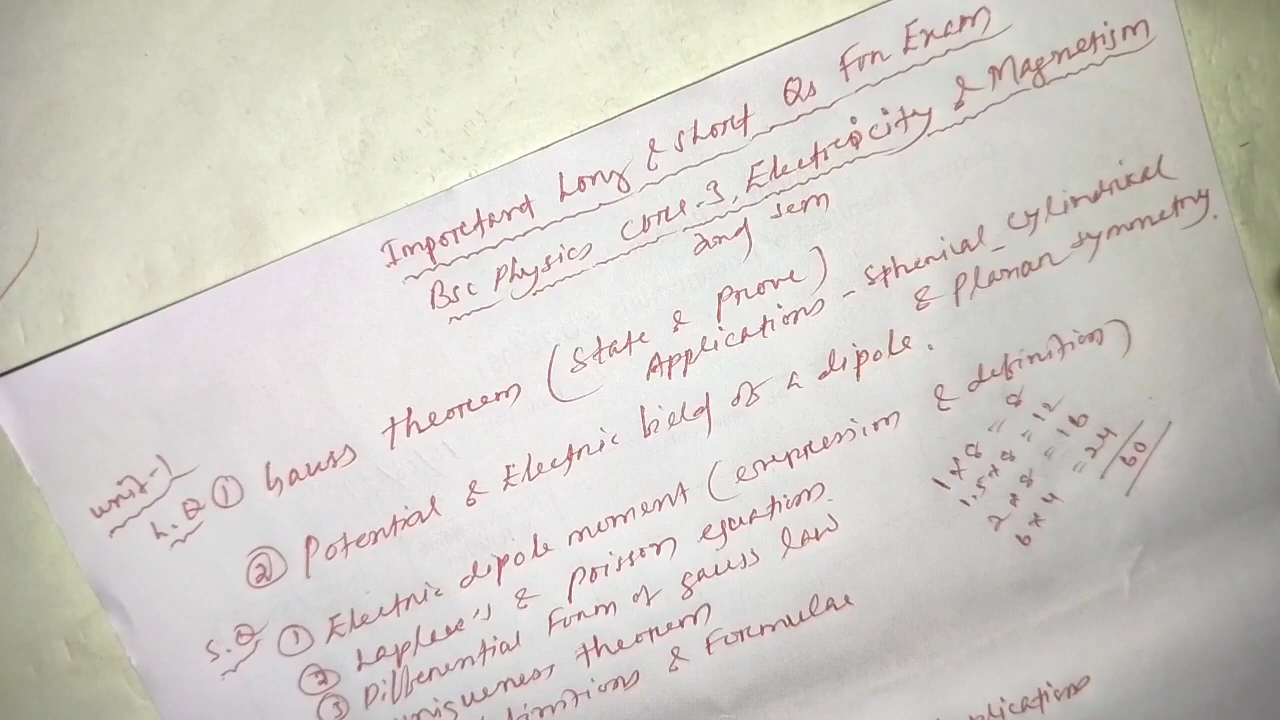 Important Long & Short Qs For Exam
Bsc Physics Core-3, Electricity & Magnetism
2nd sem
Unit-1
L.Q ① Gauss theorem (State & Prove)
Applications - Spherical, Cylindrical
& Planar symmetry.
② Potential & Electric field of a dipole.
S.Q ① Electric dipole moment (expression & definition)
② Laplace's & poisson equation.
③ Differential Form of gauss law
uniqueness theorem
& Formulae
1 x 8 = 8
1.5 x 8 = 12
2 x 8 = 16
6 x 4 = 24
60